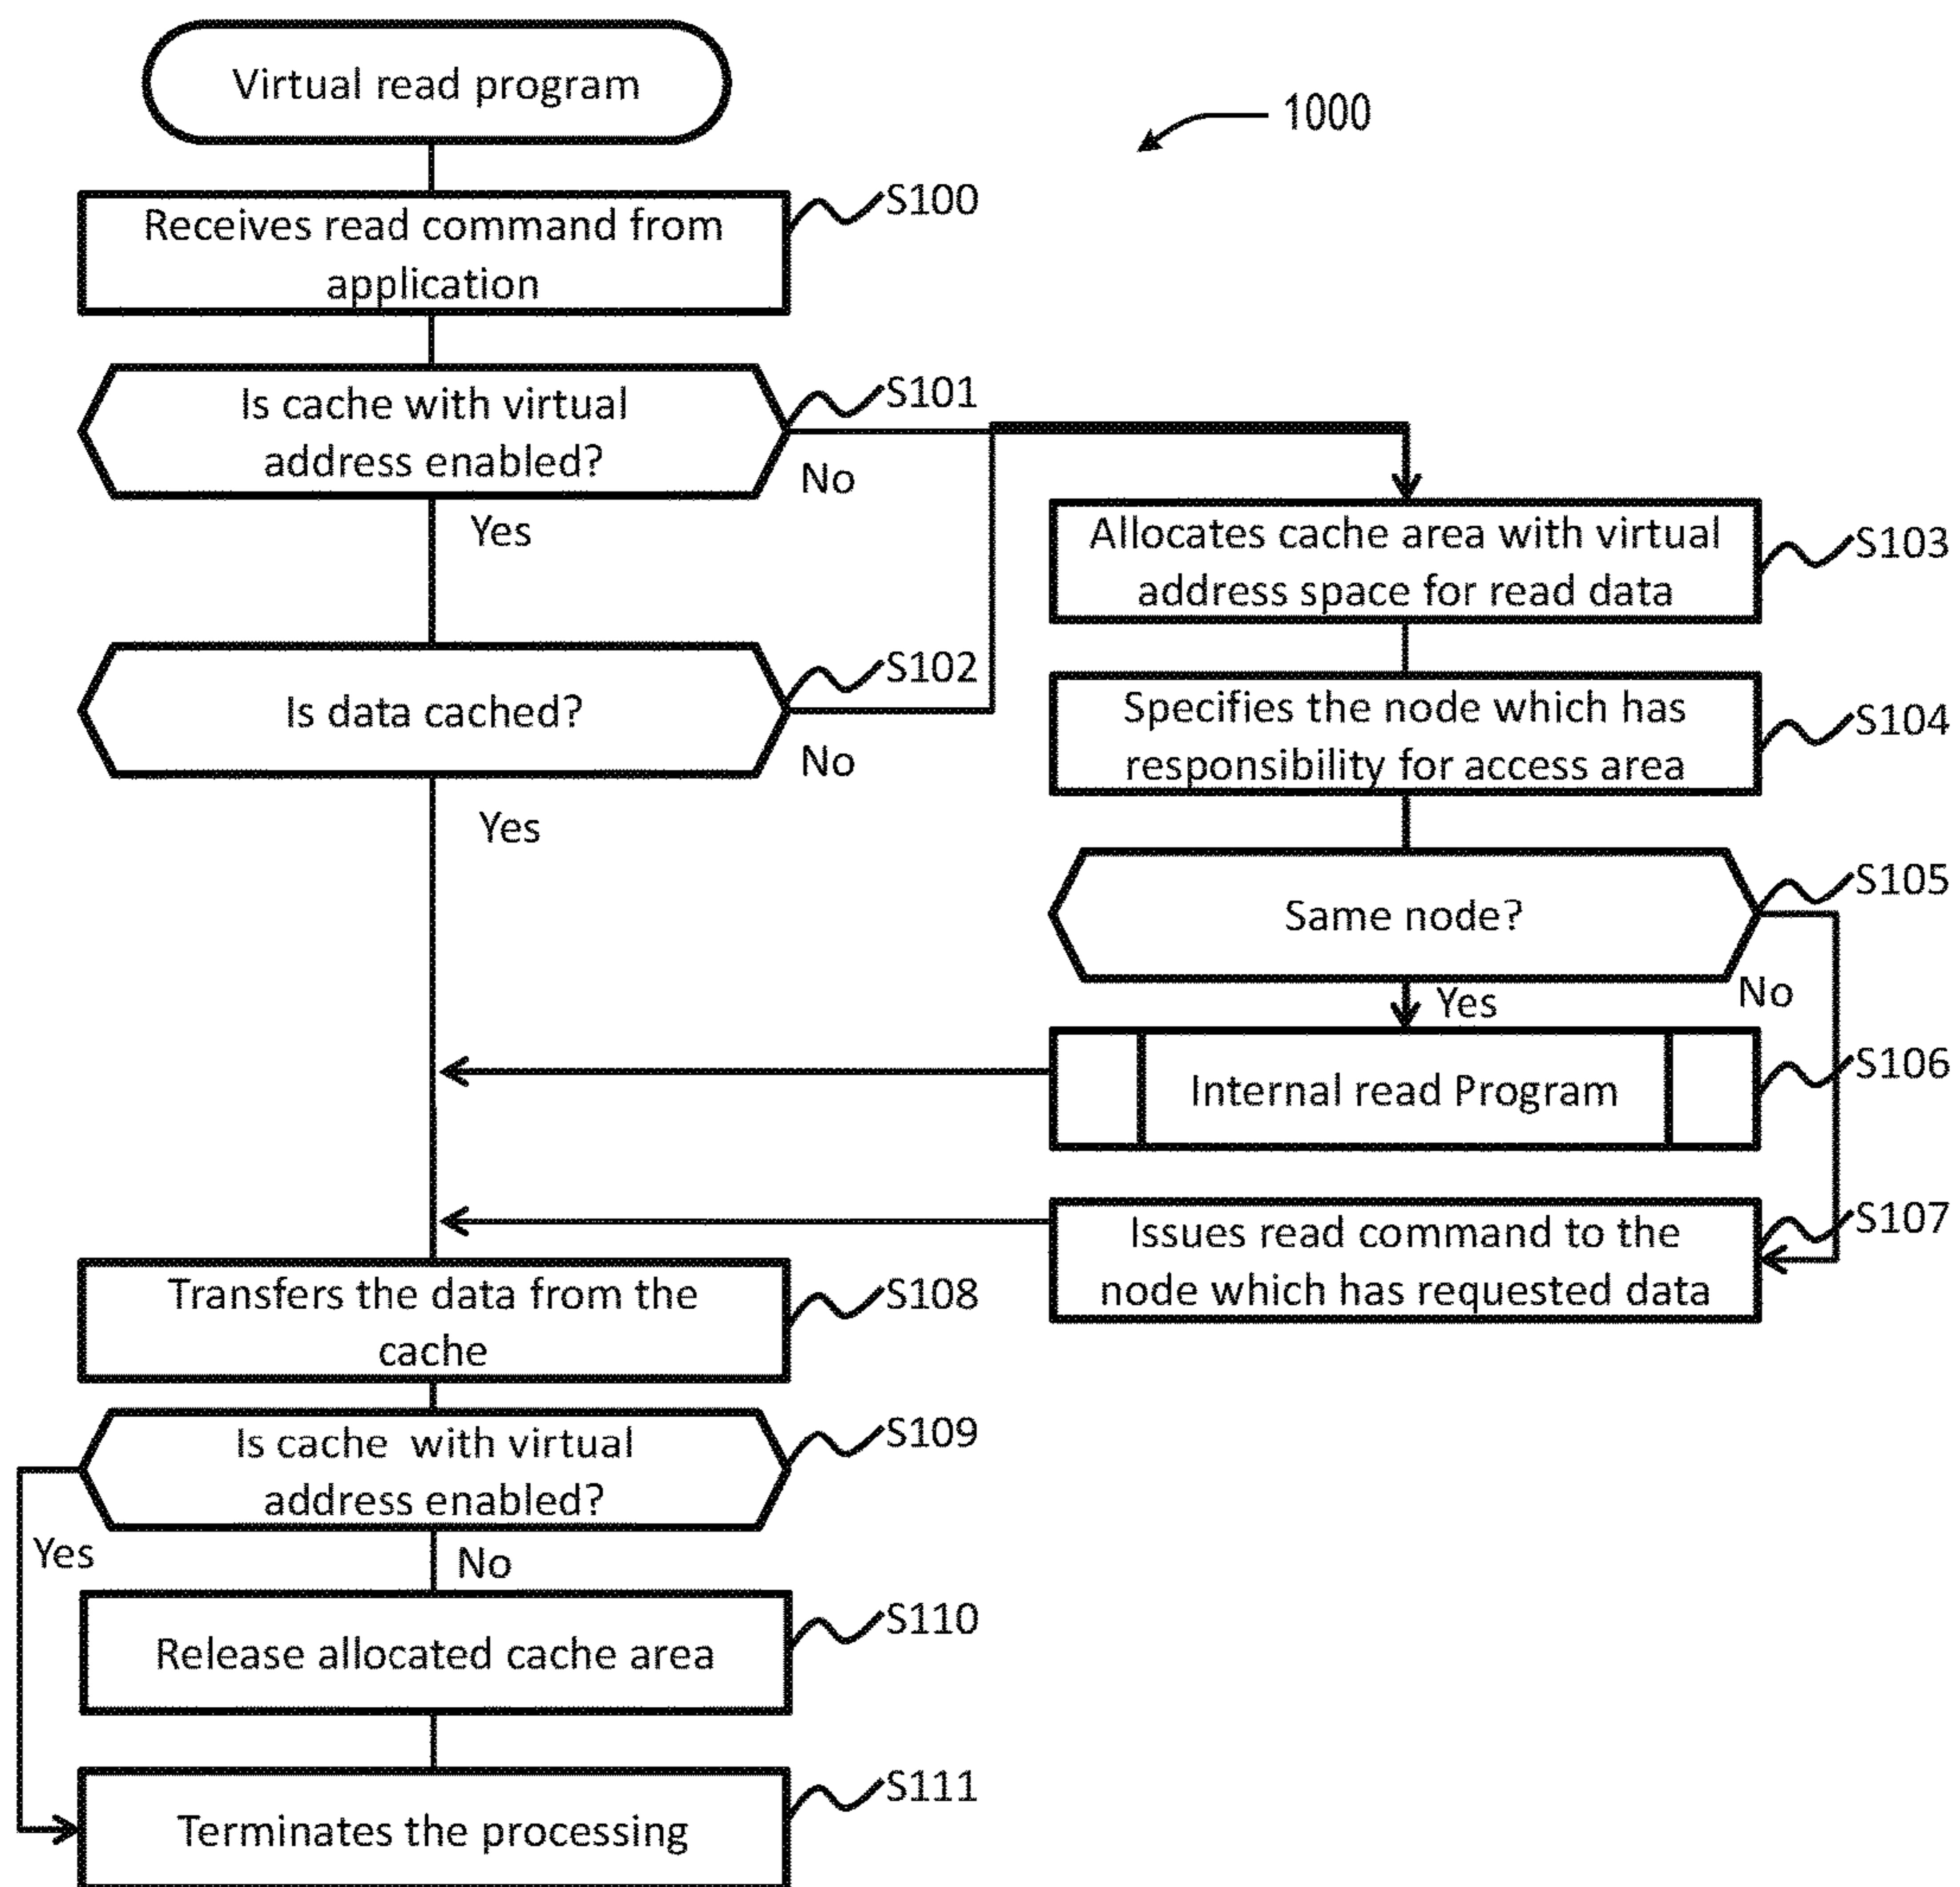 Virtual read program
1000
S100
Receives read command from
application
S101
Is cache with virtual
address enabled?
No
Yes
S102
Is data cached?
No
Yes
S103
Allocates cache area with virtual
address space for read data
S104
Specifies the node which has
responsibility for access area
S105
Same node?
No
Yes
S106
Internal read Program
S107
Issues read command to the
node which has requested data
S108
Transfers the data from the
cache
S109
Is cache with virtual
address enabled?
Yes
No
S110
Release allocated cache area
S111
Terminates the processing